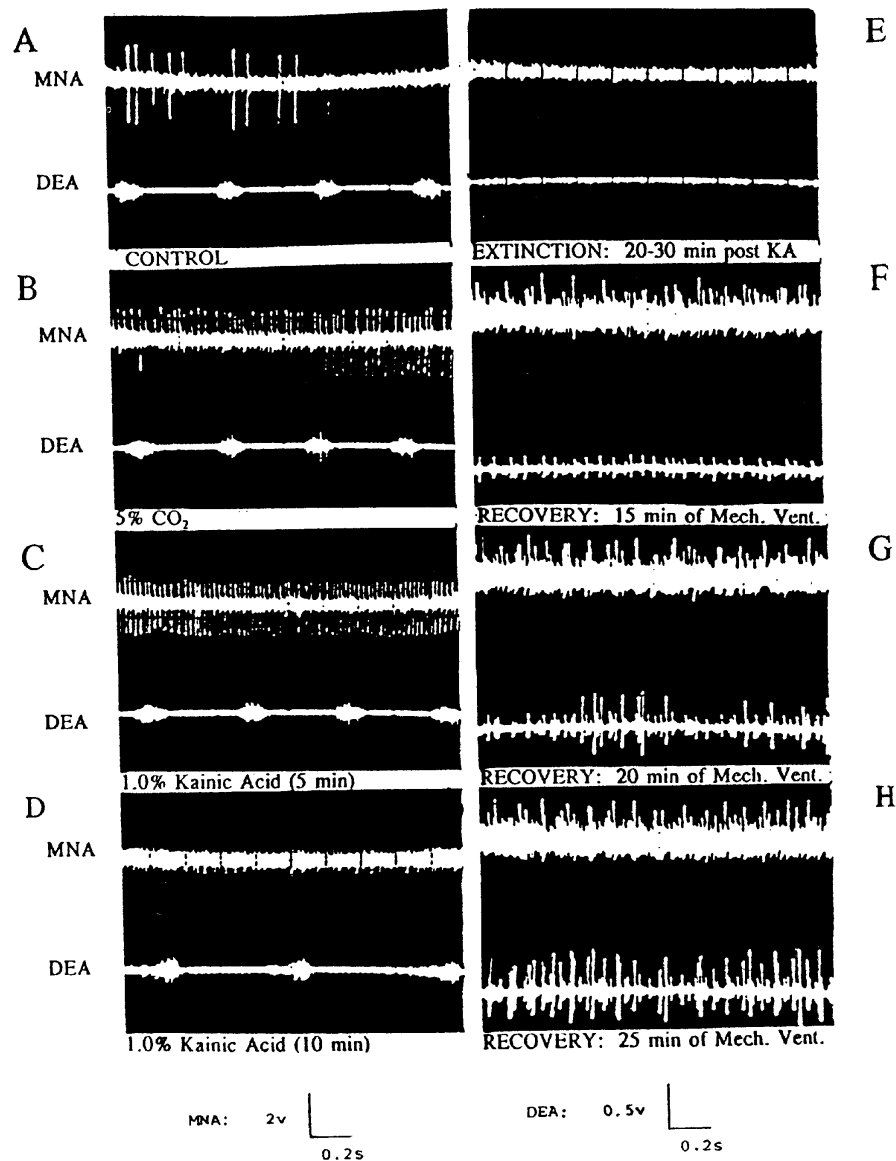 A
MNA
DEA
CONTROL
B
MNA
DEA
5% CO₂
C
MNA
DEA
1.0% Kainic Acid (5 min)
D
MNA
DEA
1.0% Kainic Acid (10 min)
E
EXTINCTION: 20-30 min post KA
F
RECOVERY: 15 min of Mech. Vent.
G
RECOVERY: 20 min of Mech. Vent.
H
RECOVERY: 25 min of Mech. Vent.
MNA: 2v
0.2s
DEA: 0.5v
0.2s